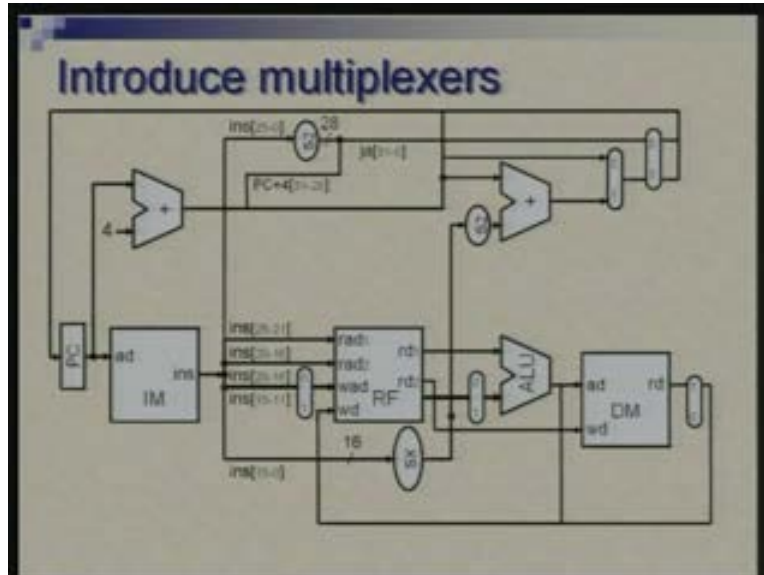 Introduce multiplexers
ins[25-0]
s2
28
ja[31-0]
PC+4[31-28]
+
4
s2
+
PC
ad
ins
IM
ins[25-21]
ins[20-16]
ins[20-16]
ins[15-11]
rad1
rad2
wad
wd
rd1
rd2
RF
ALU
ad
rd
wd
DM
16
sx
ins[15-0]